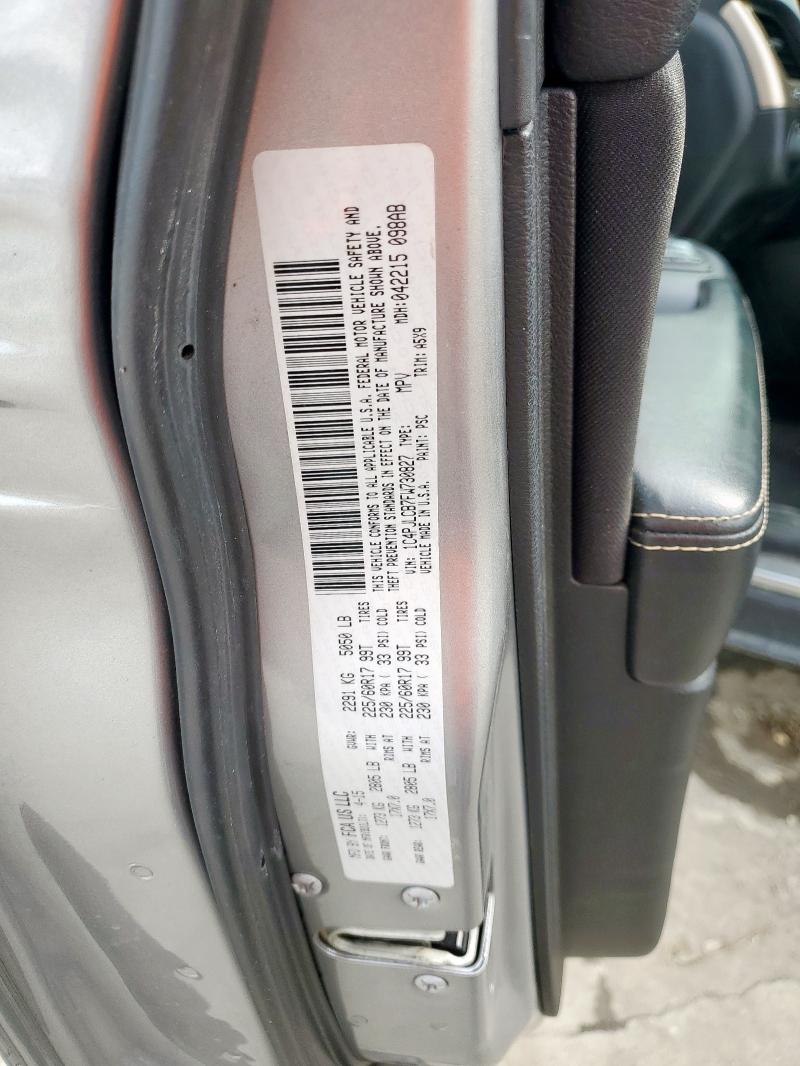 MFD BY: FCA US LLC
DATE OF MFR 4-15 GVWR: 2291 KG 5050 LB
GAWR FRONT: 1273 KG 2805 LB WITH 225/60R17 99T TIRES
17X7.0 RIMS AT 230 KPA ( 33 PSI) COLD
GAWR REAR: 1273 KG 2805 LB WITH 225/60R17 99T TIRES
17X7.0 RIMS AT 230 KPA ( 33 PSI) COLD
THIS VEHICLE CONFORMS TO ALL APPLICABLE U.S.A. FEDERAL MOTOR VEHICLE SAFETY AND
THEFT PREVENTION STANDARDS IN EFFECT ON THE DATE OF MANUFACTURE SHOWN ABOVE.
VIN: 1C4PJLCB7FW730827 TYPE: MPV MDH:042215 098AB
VEHICLE MADE IN U.S.A. PAINT: PSC TRIM: A5X9